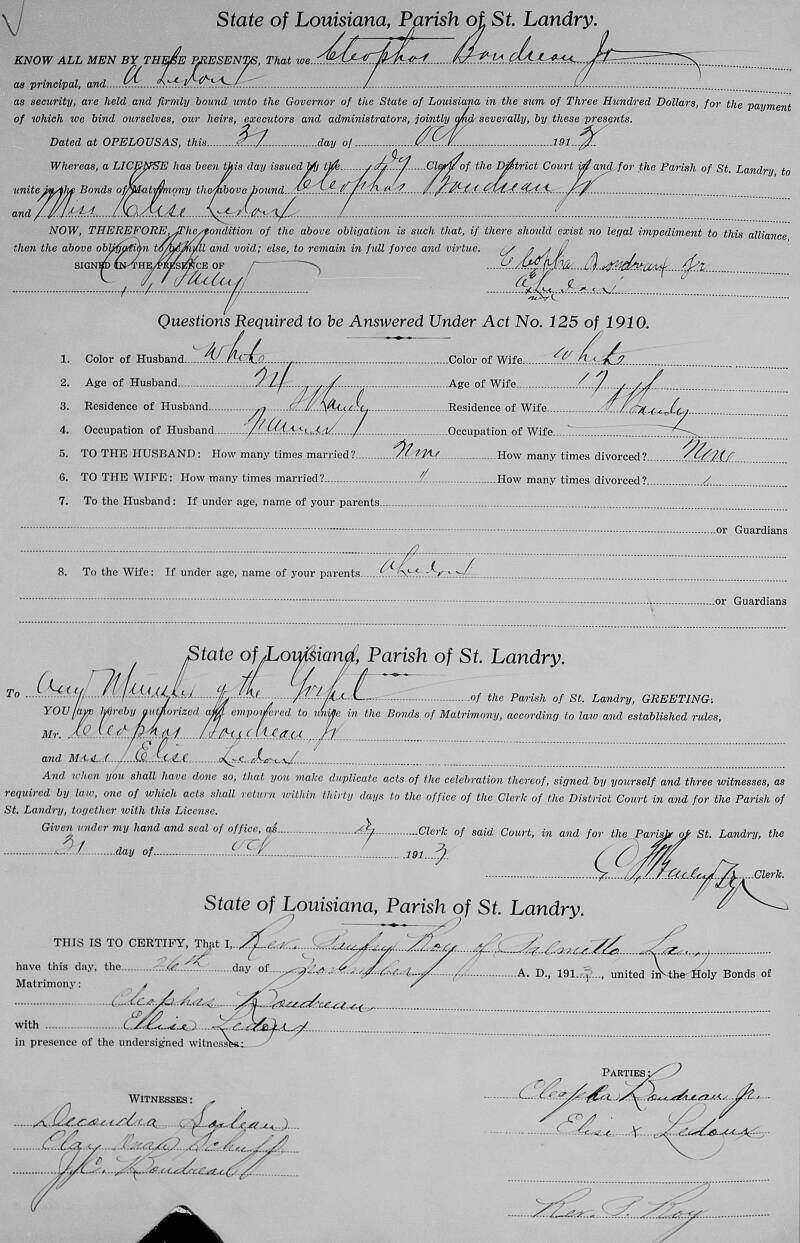 State of Louisiana, Parish of St. Landry.
KNOW ALL MEN BY THESE PRESENTS, That we Cleophas Boudreau Jr
as principal, and A Ledoux
as security, are held and firmly bound unto the Governor of the State of Louisiana in the sum of Three Hundred Dollars, for the payment
of which we bind ourselves, our heirs, executors and administrators, jointly and severally, by these presents.
Dated at OPELOUSAS, this 31 day of Oct 1913
Whereas, a LICENSE has been this day issued by the Dy Clerk of the District Court in and for the Parish of St. Landry, to
unite in the Bonds of Matrimony the above bound Cleophas Boudreau Jr
and Miss Elise Ledoux
NOW, THEREFORE, The condition of the above obligation is such, that, if there should exist no legal impediment to this alliance,
then the above obligation to be null and void; else, to remain in full force and virtue.
SIGNED IN THE PRESENCE OF Cleopha Boudreaux Jr
A Ledoux
Questions Required to be Answered Under Act No. 125 of 1910.
1. Color of Husband White Color of Wife White
2. Age of Husband 24 Age of Wife 17
3. Residence of Husband St Landry Residence of Wife St Landry
4. Occupation of Husband Farmer Occupation of Wife
5. TO THE HUSBAND: How many times married? None How many times divorced? None
6. TO THE WIFE: How many times married? " How many times divorced? "
7. To the Husband: If under age, name of your parents
or Guardians
8. To the Wife: If under age, name of your parents A Ledoux
or Guardians
State of Louisiana, Parish of St. Landry.
To Any Minister of the Gospel of the Parish of St. Landry, GREETING:
YOU are hereby authorized and empowered to unite in the Bonds of Matrimony, according to law and established rules,
Mr. Cleophas Boudreau Jr
and Miss Elise Ledoux
And when you shall have done so, that you make duplicate acts of the celebration thereof, signed by yourself and three witnesses, as
required by law, one of which acts shall return within thirty days to the office of the Clerk of the District Court in and for the Parish of
St. Landry, together with this License.
Given under my hand and seal of office, as Dy Clerk of said Court, in and for the Parish of St. Landry, the
31 day of Oct 1913
Dy Clerk.
State of Louisiana, Parish of St. Landry.
THIS IS TO CERTIFY, That I, Rev. Roy of Palmetto La.,
have this day, the 26th day of November A. D., 1913, united in the Holy Bonds of
Matrimony:
Cleophas Boudreau
with Elise Ledoux
in presence of the undersigned witnesses:
PARTIES:
WITNESSES:
Cleopha Boudreau Jr.
Soileau
Elise x Ledoux
Clay
J. C. Boudreau
Rev. P. Roy